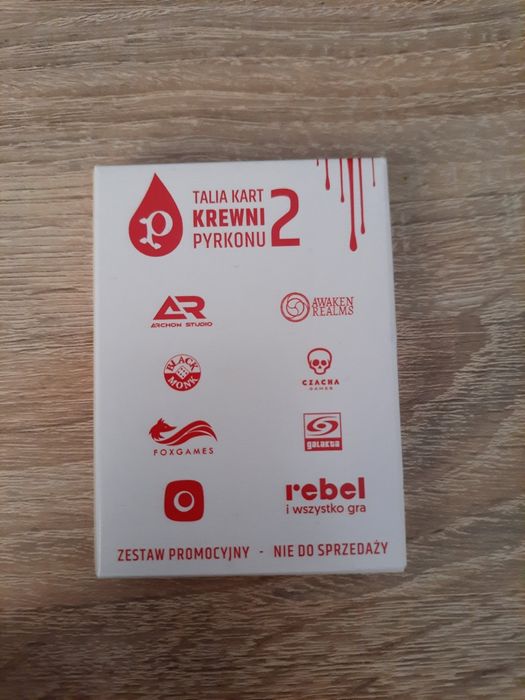 p
TALIA KART
KREWNI
PYRKONU
2
AR
ARCHON STUDIO
AWAKEN
REALMS
BLACK
MONK
CZACHA
GAMES
FOXGAMES
galakta
rebel
i wszystko gra
ZESTAW PROMOCYJNY - NIE DO SPRZEDAŻY